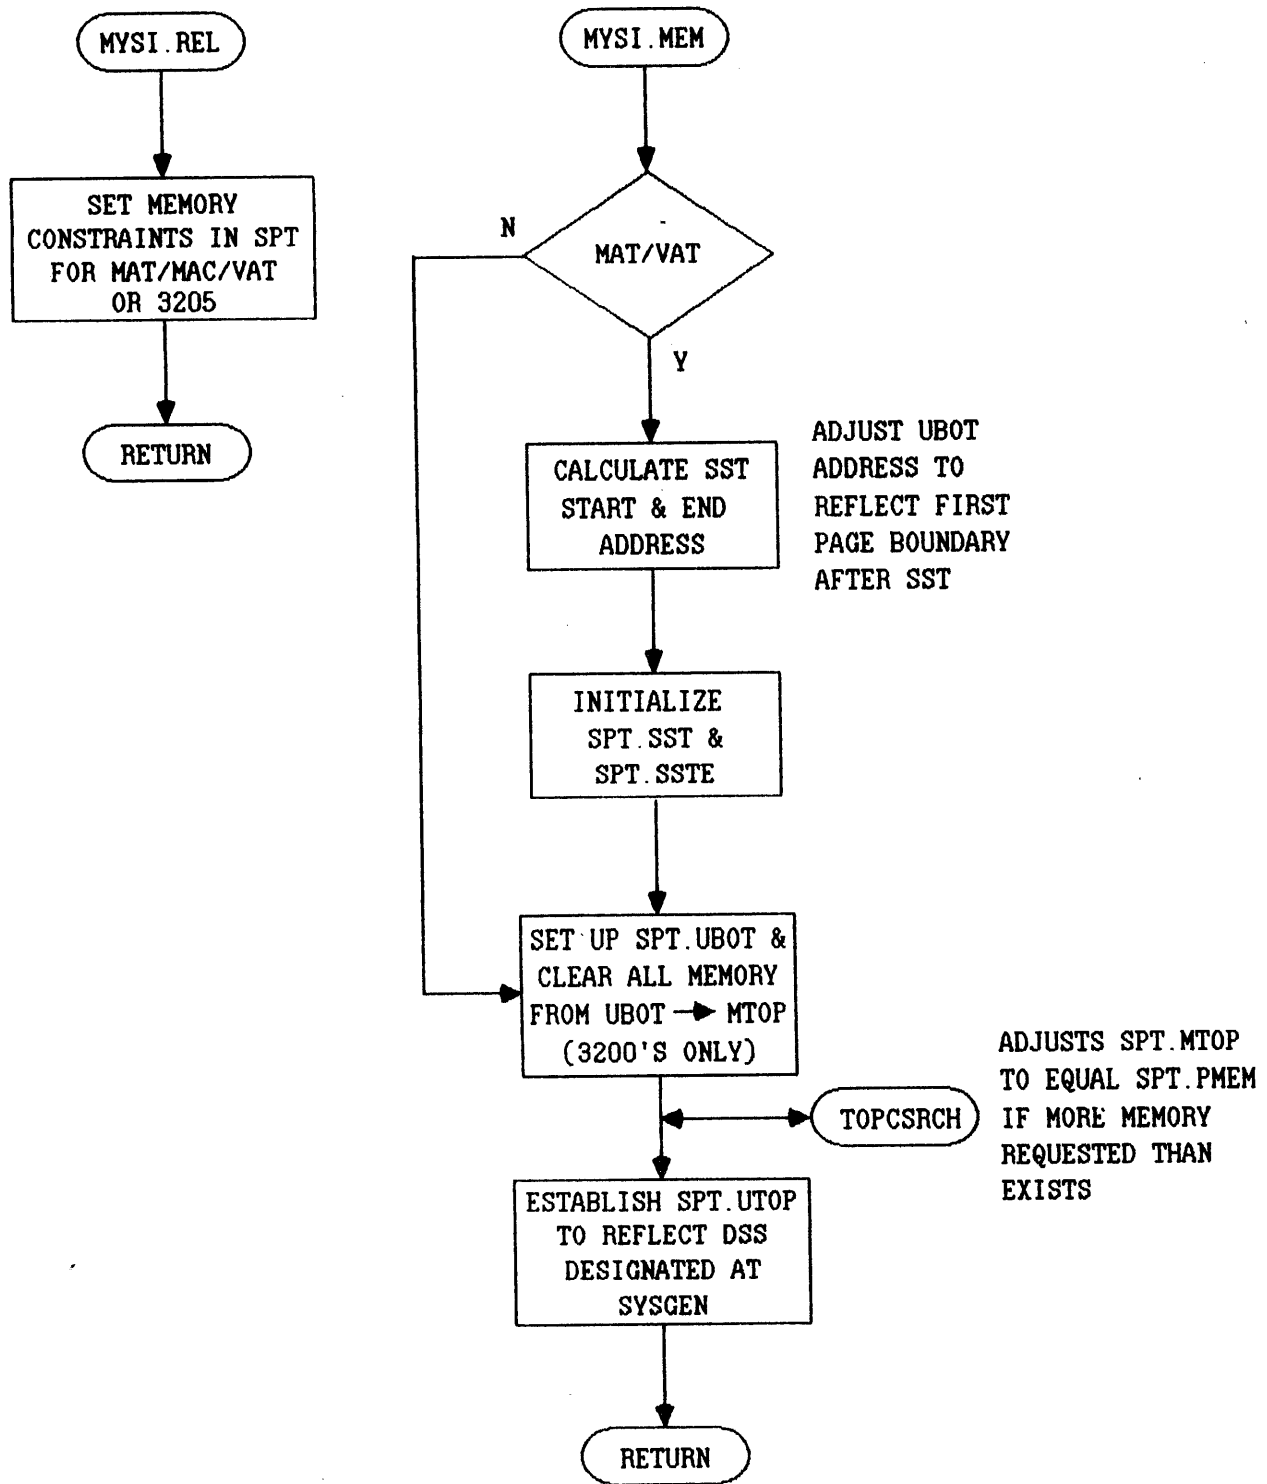 MYSI.REL
SET MEMORY
CONSTRAINTS IN SPT
FOR MAT/MAC/VAT
OR 3205
RETURN
MYSI.MEM
MAT/VAT
N
Y
CALCULATE SST
START & END
ADDRESS
ADJUST UBOT
ADDRESS TO
REFLECT FIRST
PAGE BOUNDARY
AFTER SST
INITIALIZE
SPT.SST &
SPT.SSTE
SET UP SPT.UBOT &
CLEAR ALL MEMORY
FROM UBOT → MTOP
(3200'S ONLY)
TOPCSRCH
ADJUSTS SPT.MTOP
TO EQUAL SPT.PMEM
IF MORE MEMORY
REQUESTED THAN
EXISTS
ESTABLISH SPT.UTOP
TO REFLECT DSS
DESIGNATED AT
SYSGEN
RETURN